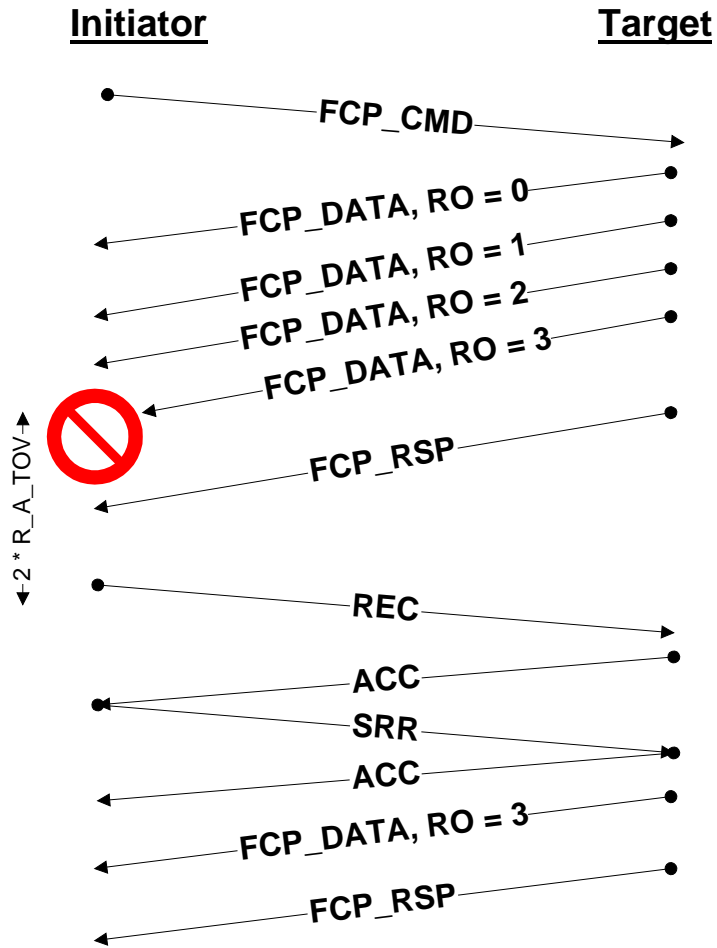 Initiator Target
FCP_CMD
FCP_DATA, RO = 0
FCP_DATA, RO = 1
FCP_DATA, RO = 2
FCP_DATA, RO = 3
2 * R_A_TOV
FCP_RSP
REC
ACC
SRR
ACC
FCP_DATA, RO = 3
FCP_RSP